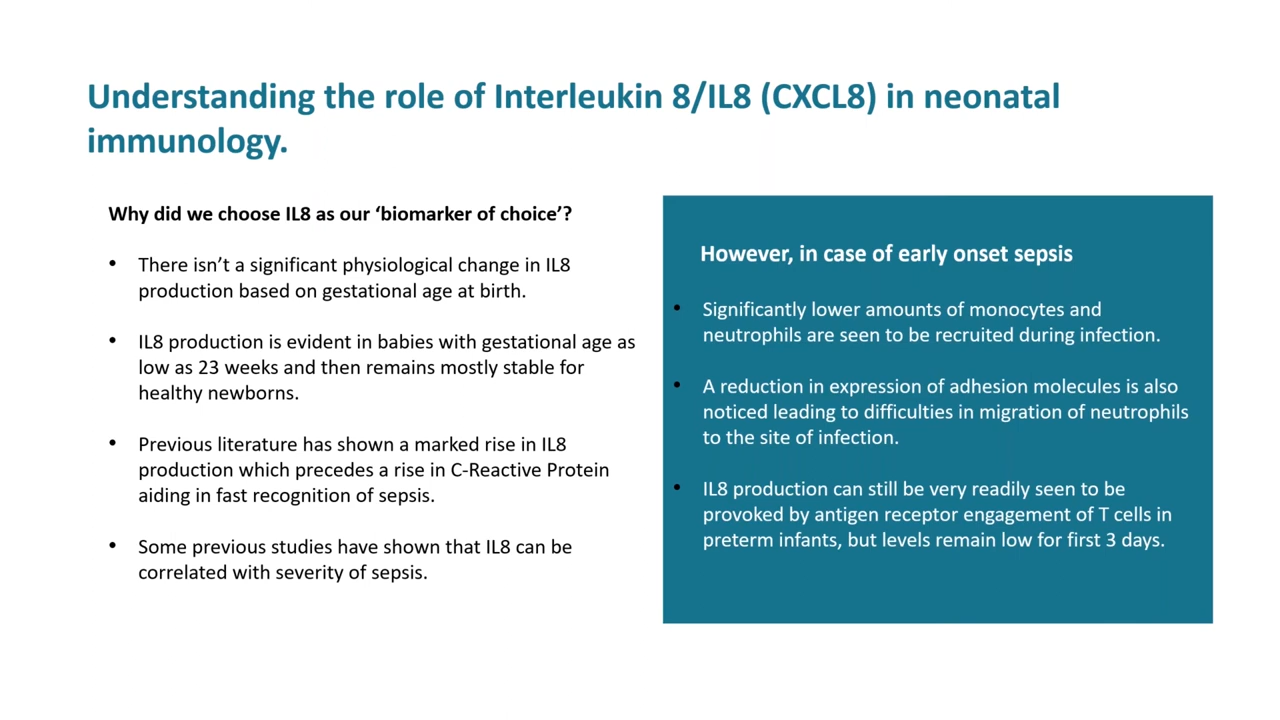 Understanding the role of Interleukin 8/IL8 (CXCL8) in neonatal
immunology.
Why did we choose IL8 as our ‘biomarker of choice’?
• There isn’t a significant physiological change in IL8
production based on gestational age at birth.
• IL8 production is evident in babies with gestational age as
low as 23 weeks and then remains mostly stable for
healthy newborns.
• Previous literature has shown a marked rise in IL8
production which precedes a rise in C-Reactive Protein
aiding in fast recognition of sepsis.
• Some previous studies have shown that IL8 can be
correlated with severity of sepsis.
However, in case of early onset sepsis
• Significantly lower amounts of monocytes and
neutrophils are seen to be recruited during infection.
• A reduction in expression of adhesion molecules is also
noticed leading to difficulties in migration of neutrophils
to the site of infection.
• IL8 production can still be very readily seen to be
provoked by antigen receptor engagement of T cells in
preterm infants, but levels remain low for first 3 days.